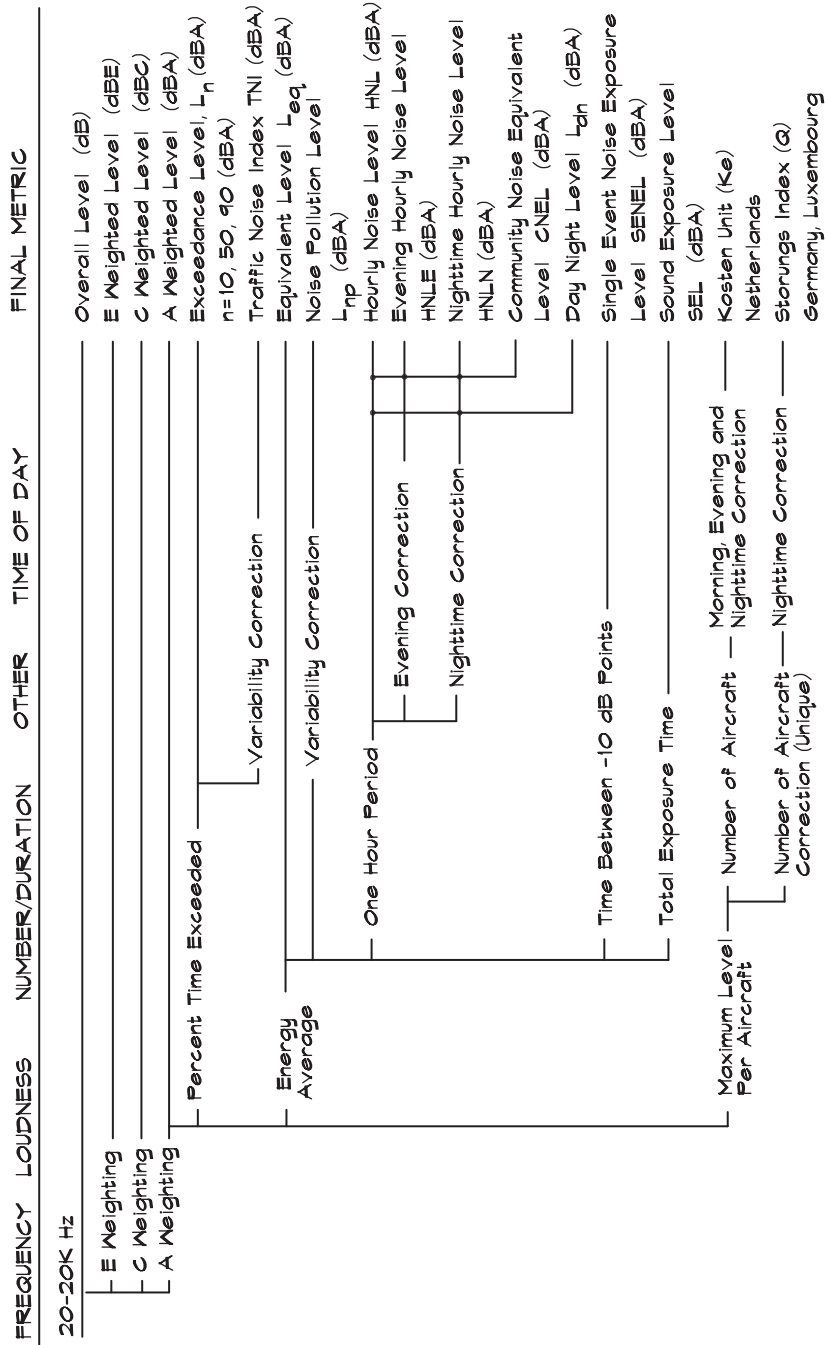 FREQUENCY LOUDNESS NUMBER/DURATION OTHER TIME OF DAY FINAL METRIC
20-20K Hz
Overall Level (dB)
E Weighting E Weighted Level (dBE)
C Weighting C Weighted Level (dBC)
A Weighting A Weighted Level (dBA)
Percent Time Exceeded Exceedance Level, Ln (dBA)
n=10, 50, 90 (dBA)
Variability Correction Traffic Noise Index TNI (dBA)
Energy Equivalent Level Leq (dBA)
Average Variability Correction Noise Pollution Level
Lnp (dBA)
One Hour Period Hourly Noise Level HNL (dBA)
Evening Correction Evening Hourly Noise Level
HNLE (dBA)
Nighttime Correction Nighttime Hourly Noise Level
HNLN (dBA)
Community Noise Equivalent
Level CNEL (dBA)
Day Night Level Ldn (dBA)
Time Between -10 dB Points Single Event Noise Exposure
Level SENEL (dBA)
Total Exposure Time Sound Exposure Level
SEL (dBA)
Maximum Level Number of Aircraft Morning, Evening and Kosten Unit (Ke)
Per Aircraft Nighttime Correction Netherlands
Number of Aircraft Nighttime Correction Storungs Index (Q)
Correction (Unique) Germany, Luxembourg